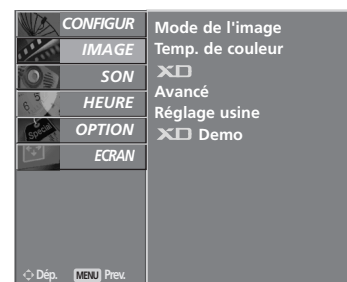 CONFIGUR
IMAGE
SON
HEURE
OPTION
ECRAN
Mode de l'image
Temp. de couleur
XD
Avancé
Réglage usine
XD Demo
Dép. MENU Prev.